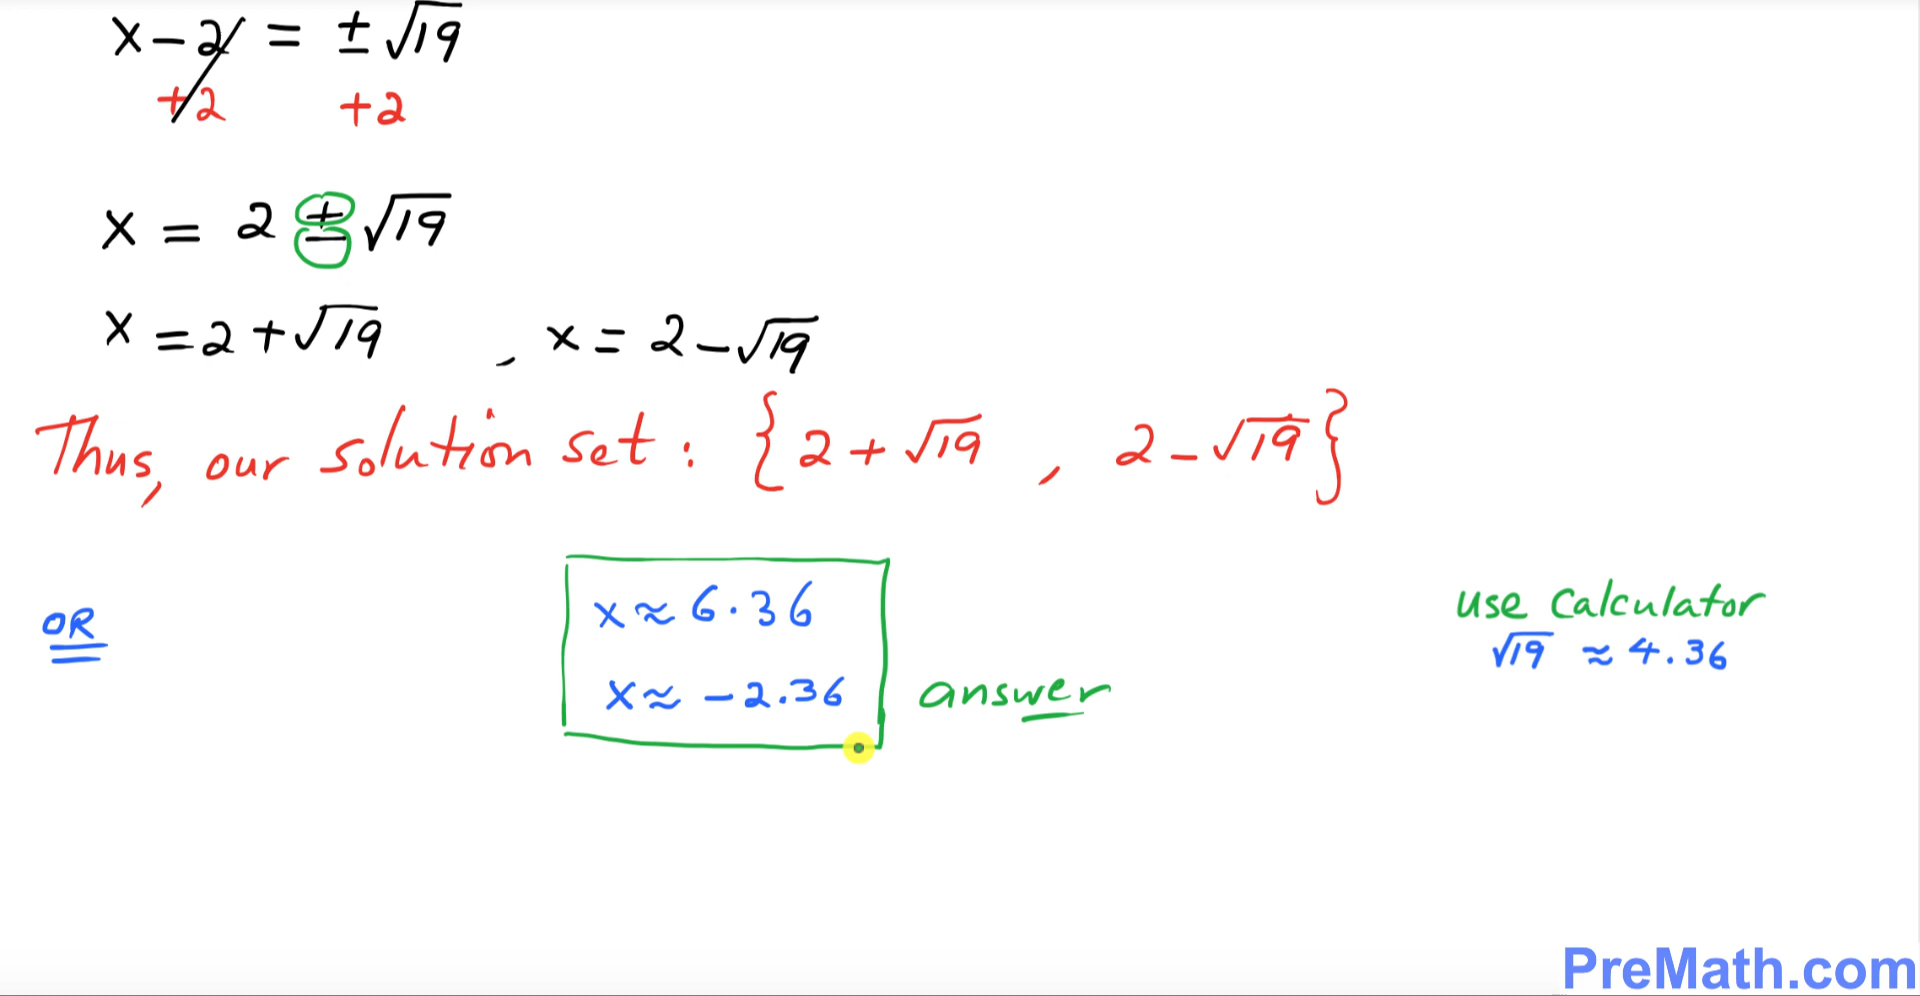 x - 2 = ± √19
+2 +2
x = 2 ± √19
x = 2 + √19 , x = 2 - √19
Thus, our solution set : {2 + √19 , 2 - √19}
OR
x ≈ 6.36
x ≈ -2.36
answer
use calculator
√19 ≈ 4.36
PreMath.com